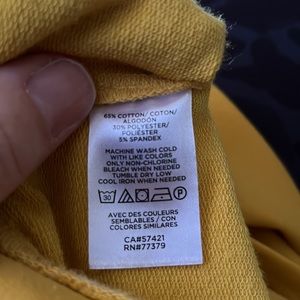 65% COTTON/COTON/
ALGODÓN
30% POLYESTER/
POLIÉSTER
5% SPANDEX
MACHINE WASH COLD
WITH LIKE COLORS
ONLY NON-CHLORINE
BLEACH WHEN NEEDED
TUMBLE DRY LOW
COOL IRON WHEN NEEDED
30 P
AVEC DES COULEURS
SEMBLABLES / CON
COLORES SIMILARES
CA#57421
RN#77379